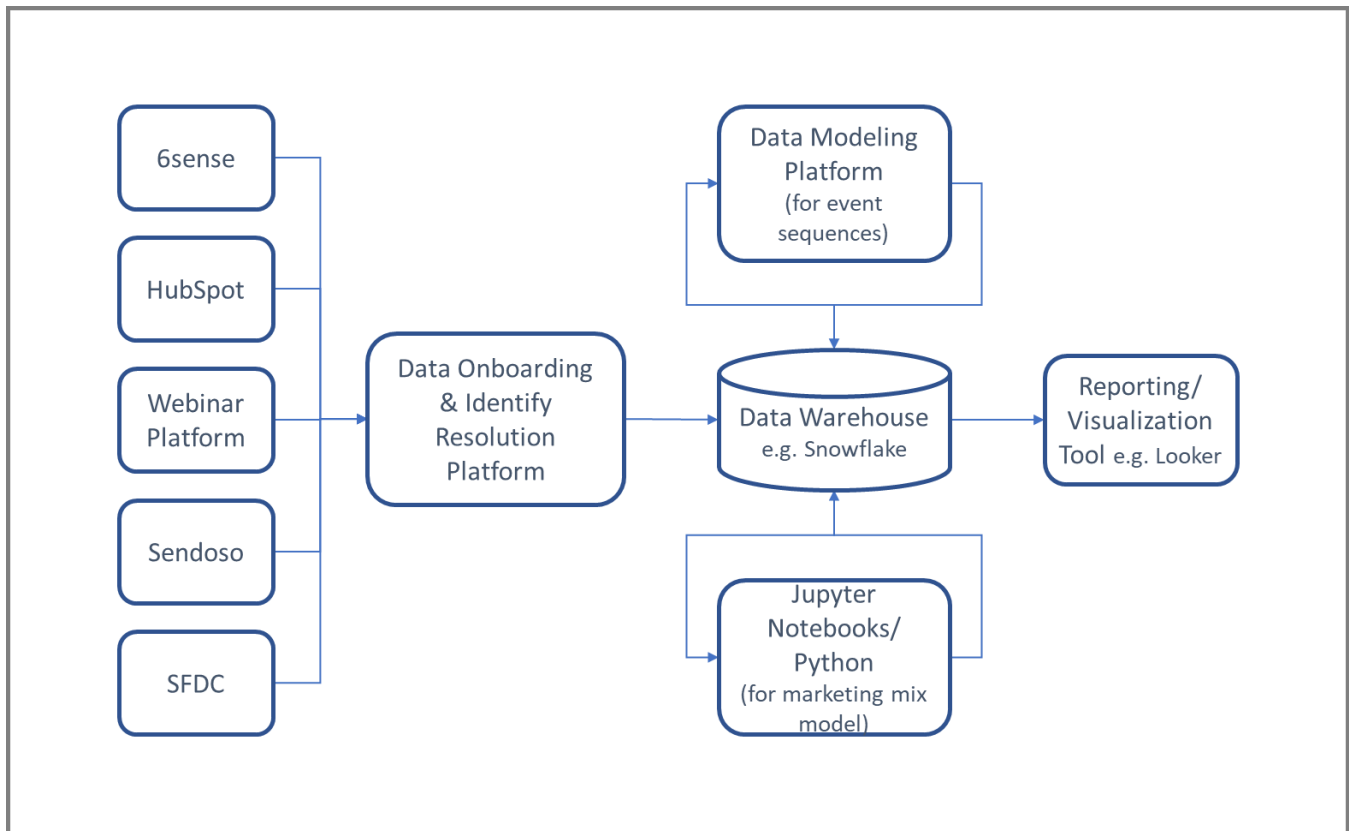 6sense
HubSpot
Webinar
Platform
Sendoso
SFDC
Data Onboarding
& Identify
Resolution
Platform
Data Modeling
Platform
(for event
sequences)
Data Warehouse
e.g. Snowflake
Jupyter
Notebooks/
Python
(for marketing mix
model)
Reporting/
Visualization
Tool e.g. Looker